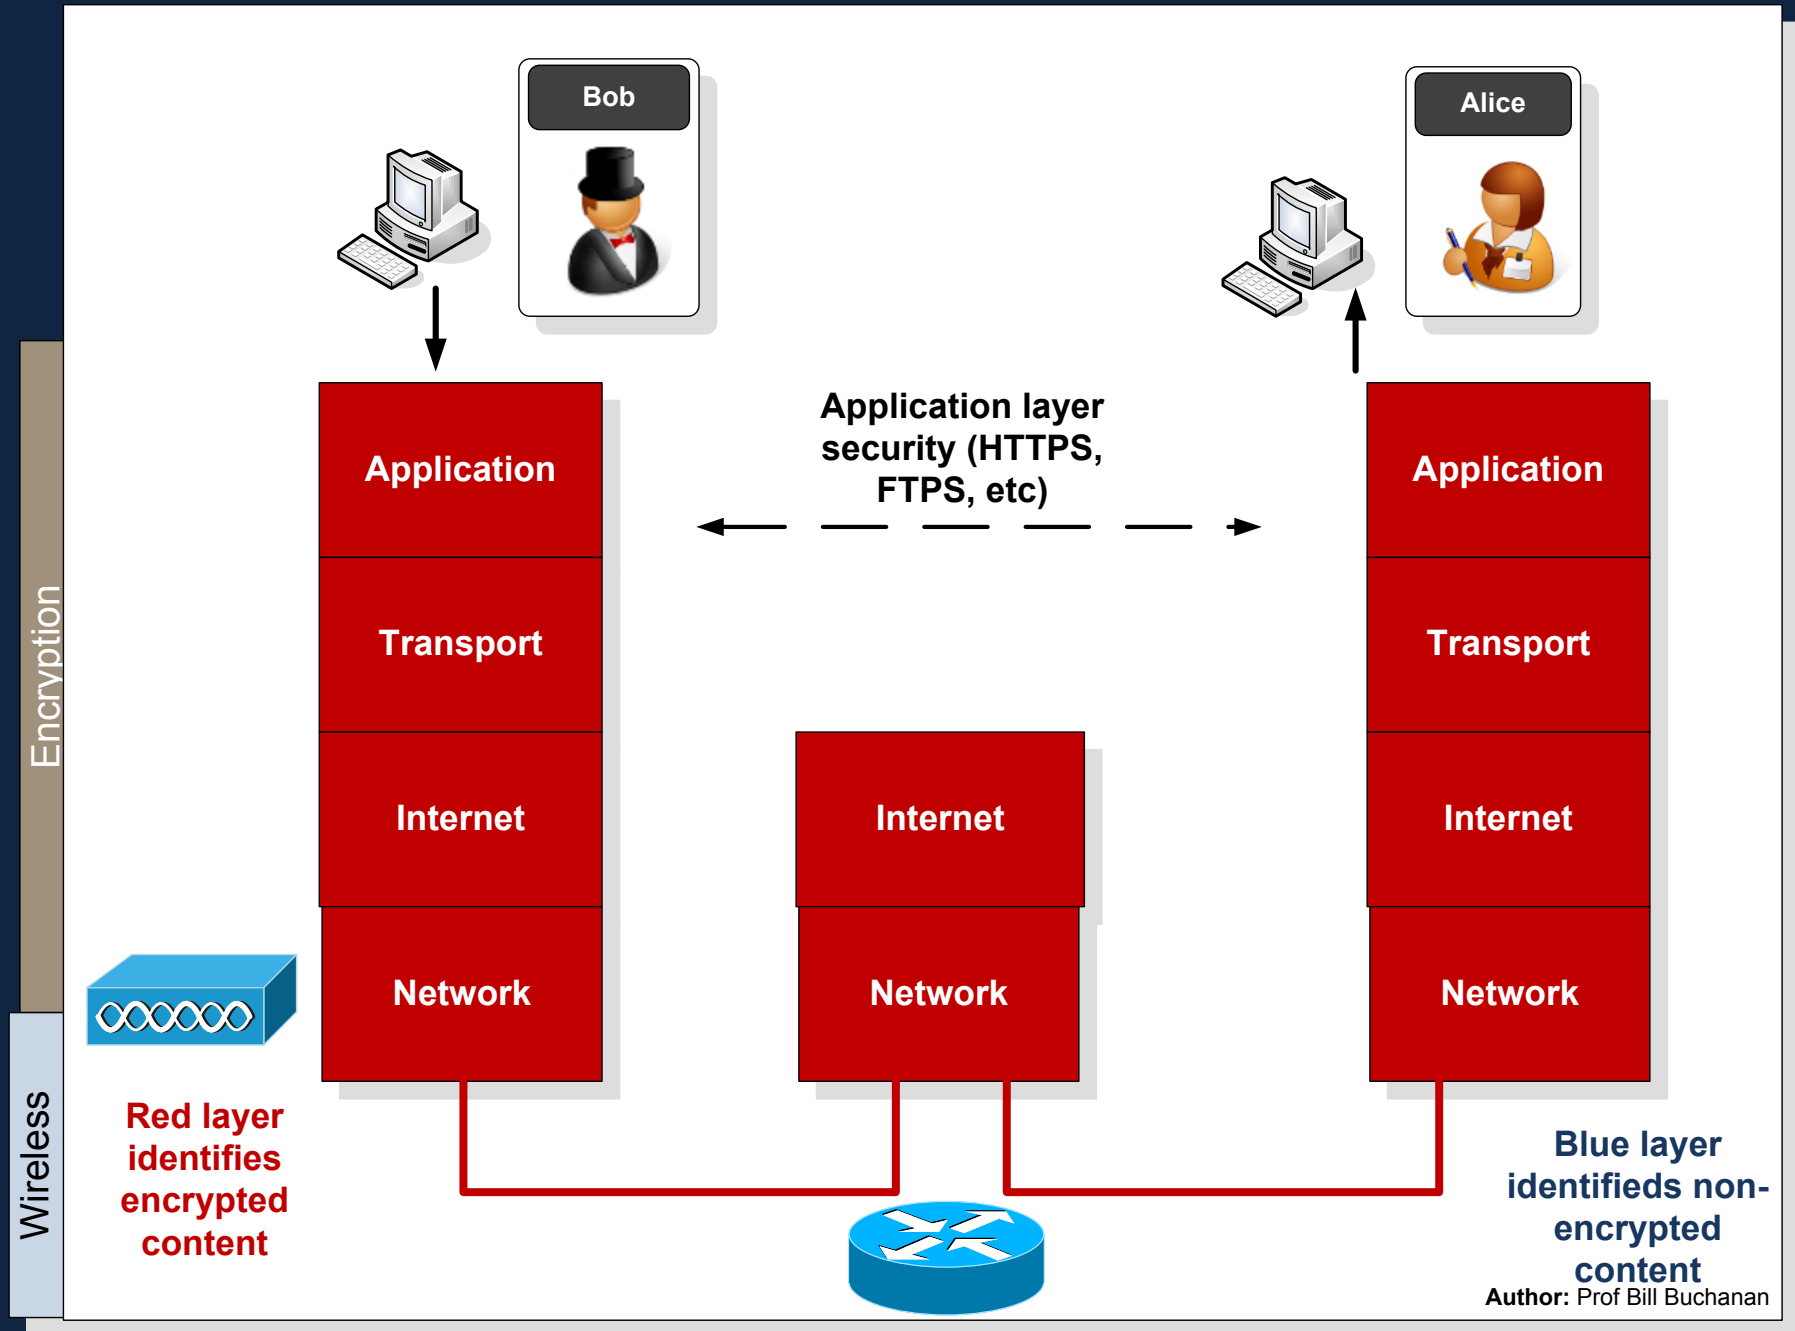 Bob
Alice
Application layer
security (HTTPS,
FTPS, etc)
Application
Transport
Internet
Network
Internet
Network
Application
Transport
Internet
Network
Encryption
Wireless
Red layer
identifies
encrypted
content
Blue layer
identifieds non-
encrypted
content
Author: Prof Bill Buchanan